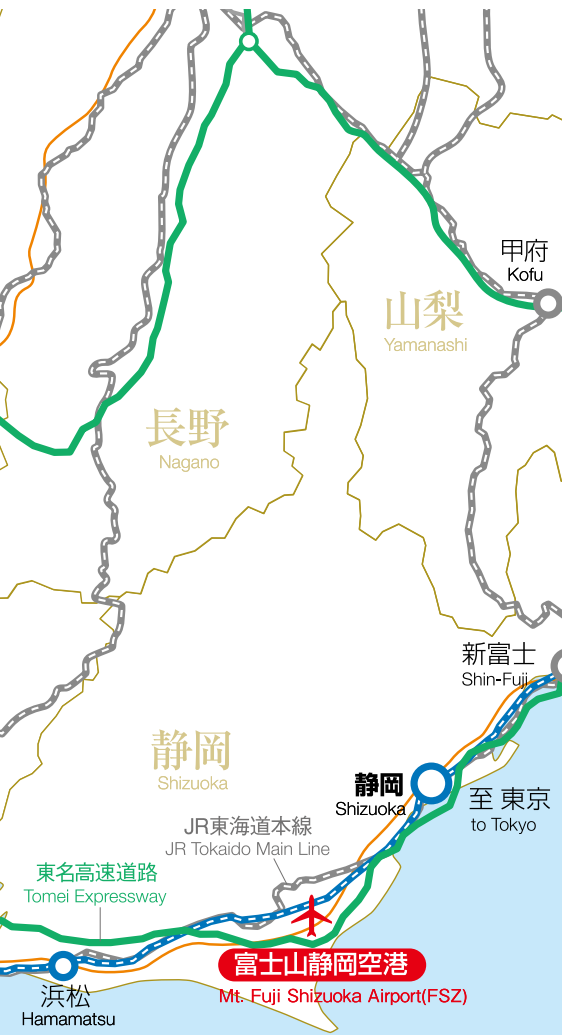 甲府
Kofu
山梨
Yamanashi
長野
Nagano
新富士
Shin-Fuji
静岡
Shizuoka
静岡
Shizuoka
至 東京
to Tokyo
JR東海道本線
JR Tokaido Main Line
東名高速道路
Tomei Expressway
富士山静岡空港
Mt. Fuji Shizuoka Airport(FSZ)
浜松
Hamamatsu